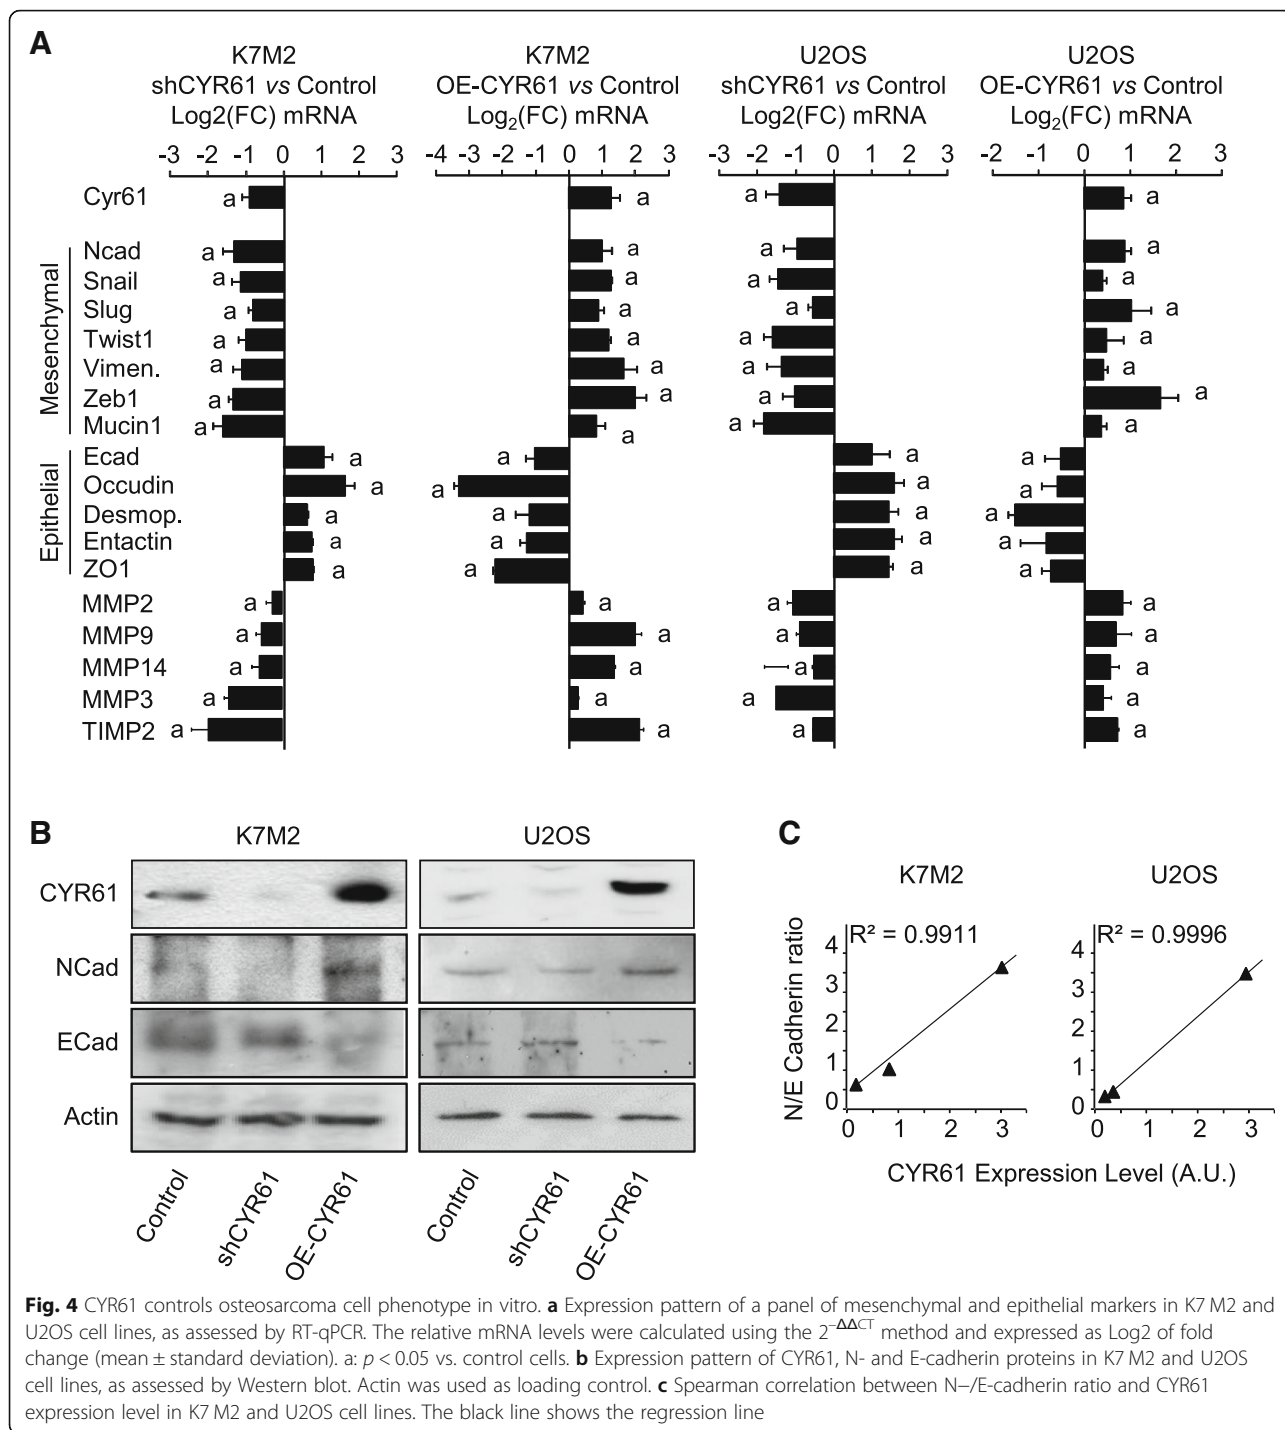 A
K7M2
shCYR61 vs Control
Log2(FC) mRNA
K7M2
OE-CYR61 vs Control
Log₂(FC) mRNA
U2OS
shCYR61 vs Control
Log2(FC) mRNA
U2OS
OE-CYR61 vs Control
Log₂(FC) mRNA
-3 -2 -1 0 1 2 3
-4 -3 -2 -1 0 1 2 3
-3 -2 -1 0 1 2 3
-2 -1 0 1 2 3
Cyr61 a a a a
Mesenchymal
Ncad a a a a
Snail a a a a
Slug a a a a
Twist1 a a a a
Vimen. a a a a
Zeb1 a a a a
Mucin1 a a a a
Epithelial
Ecad a a a a
Occudin a a a a
Desmop. a a a a
Entactin a a a a
ZO1 a a a a
MMP2 a a a a
MMP9 a a a a
MMP14 a a a a
MMP3 a a a a
TIMP2 a a a a
B
K7M2 U2OS
CYR61
NCad
ECad
Actin
Control shCYR61 OE-CYR61
Control shCYR61 OE-CYR61
C
K7M2 U2OS
N/E Cadherin ratio
R² = 0.9911
4
3
2
1
0
0 1 2 3
R² = 0.9996
4
3
2
1
0
0 1 2 3
CYR61 Expression Level (A.U.)
Fig. 4 CYR61 controls osteosarcoma cell phenotype in vitro. a Expression pattern of a panel of mesenchymal and epithelial markers in K7 M2 and
U2OS cell lines, as assessed by RT-qPCR. The relative mRNA levels were calculated using the 2^−ΔΔCT method and expressed as Log2 of fold
change (mean ± standard deviation). a: p < 0.05 vs. control cells. b Expression pattern of CYR61, N- and E-cadherin proteins in K7 M2 and U2OS
cell lines, as assessed by Western blot. Actin was used as loading control. c Spearman correlation between N−/E-cadherin ratio and CYR61
expression level in K7 M2 and U2OS cell lines. The black line shows the regression line